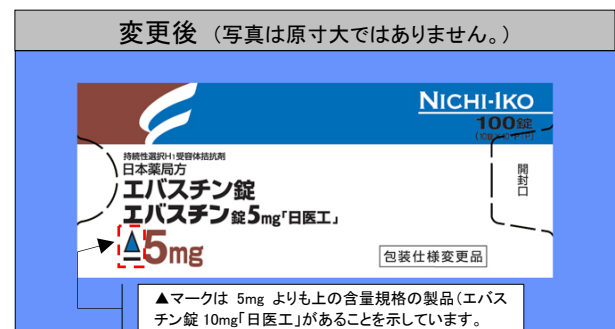 変更後（写真は原寸大ではありません。）
NICHI-IKO
100錠
持続性選択H₁受容体拮抗剤
日本薬局方
エバスチン錠
エバスチン錠5mg「日医工」
▲5mg
開封口
包装仕様変更品
▲マークは 5mg よりも上の含量規格の製品（エバス
チン錠 10mg「日医工」があることを示しています。